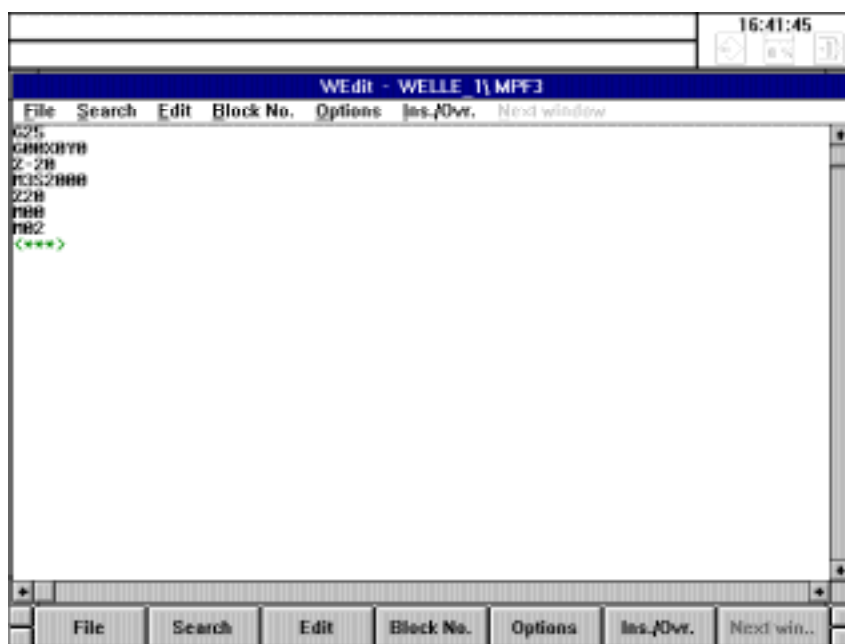 16:41:45
0 %
WEdit - WELLE_1\MPF3
File Search Edit Block No. Options Ins./Ovr. Next window
G25
G00X0Y0
Z-20
M3S2000
Z20
M00
M02
<***>
File Search Edit Block No. Options Ins./Ovr. Next win..